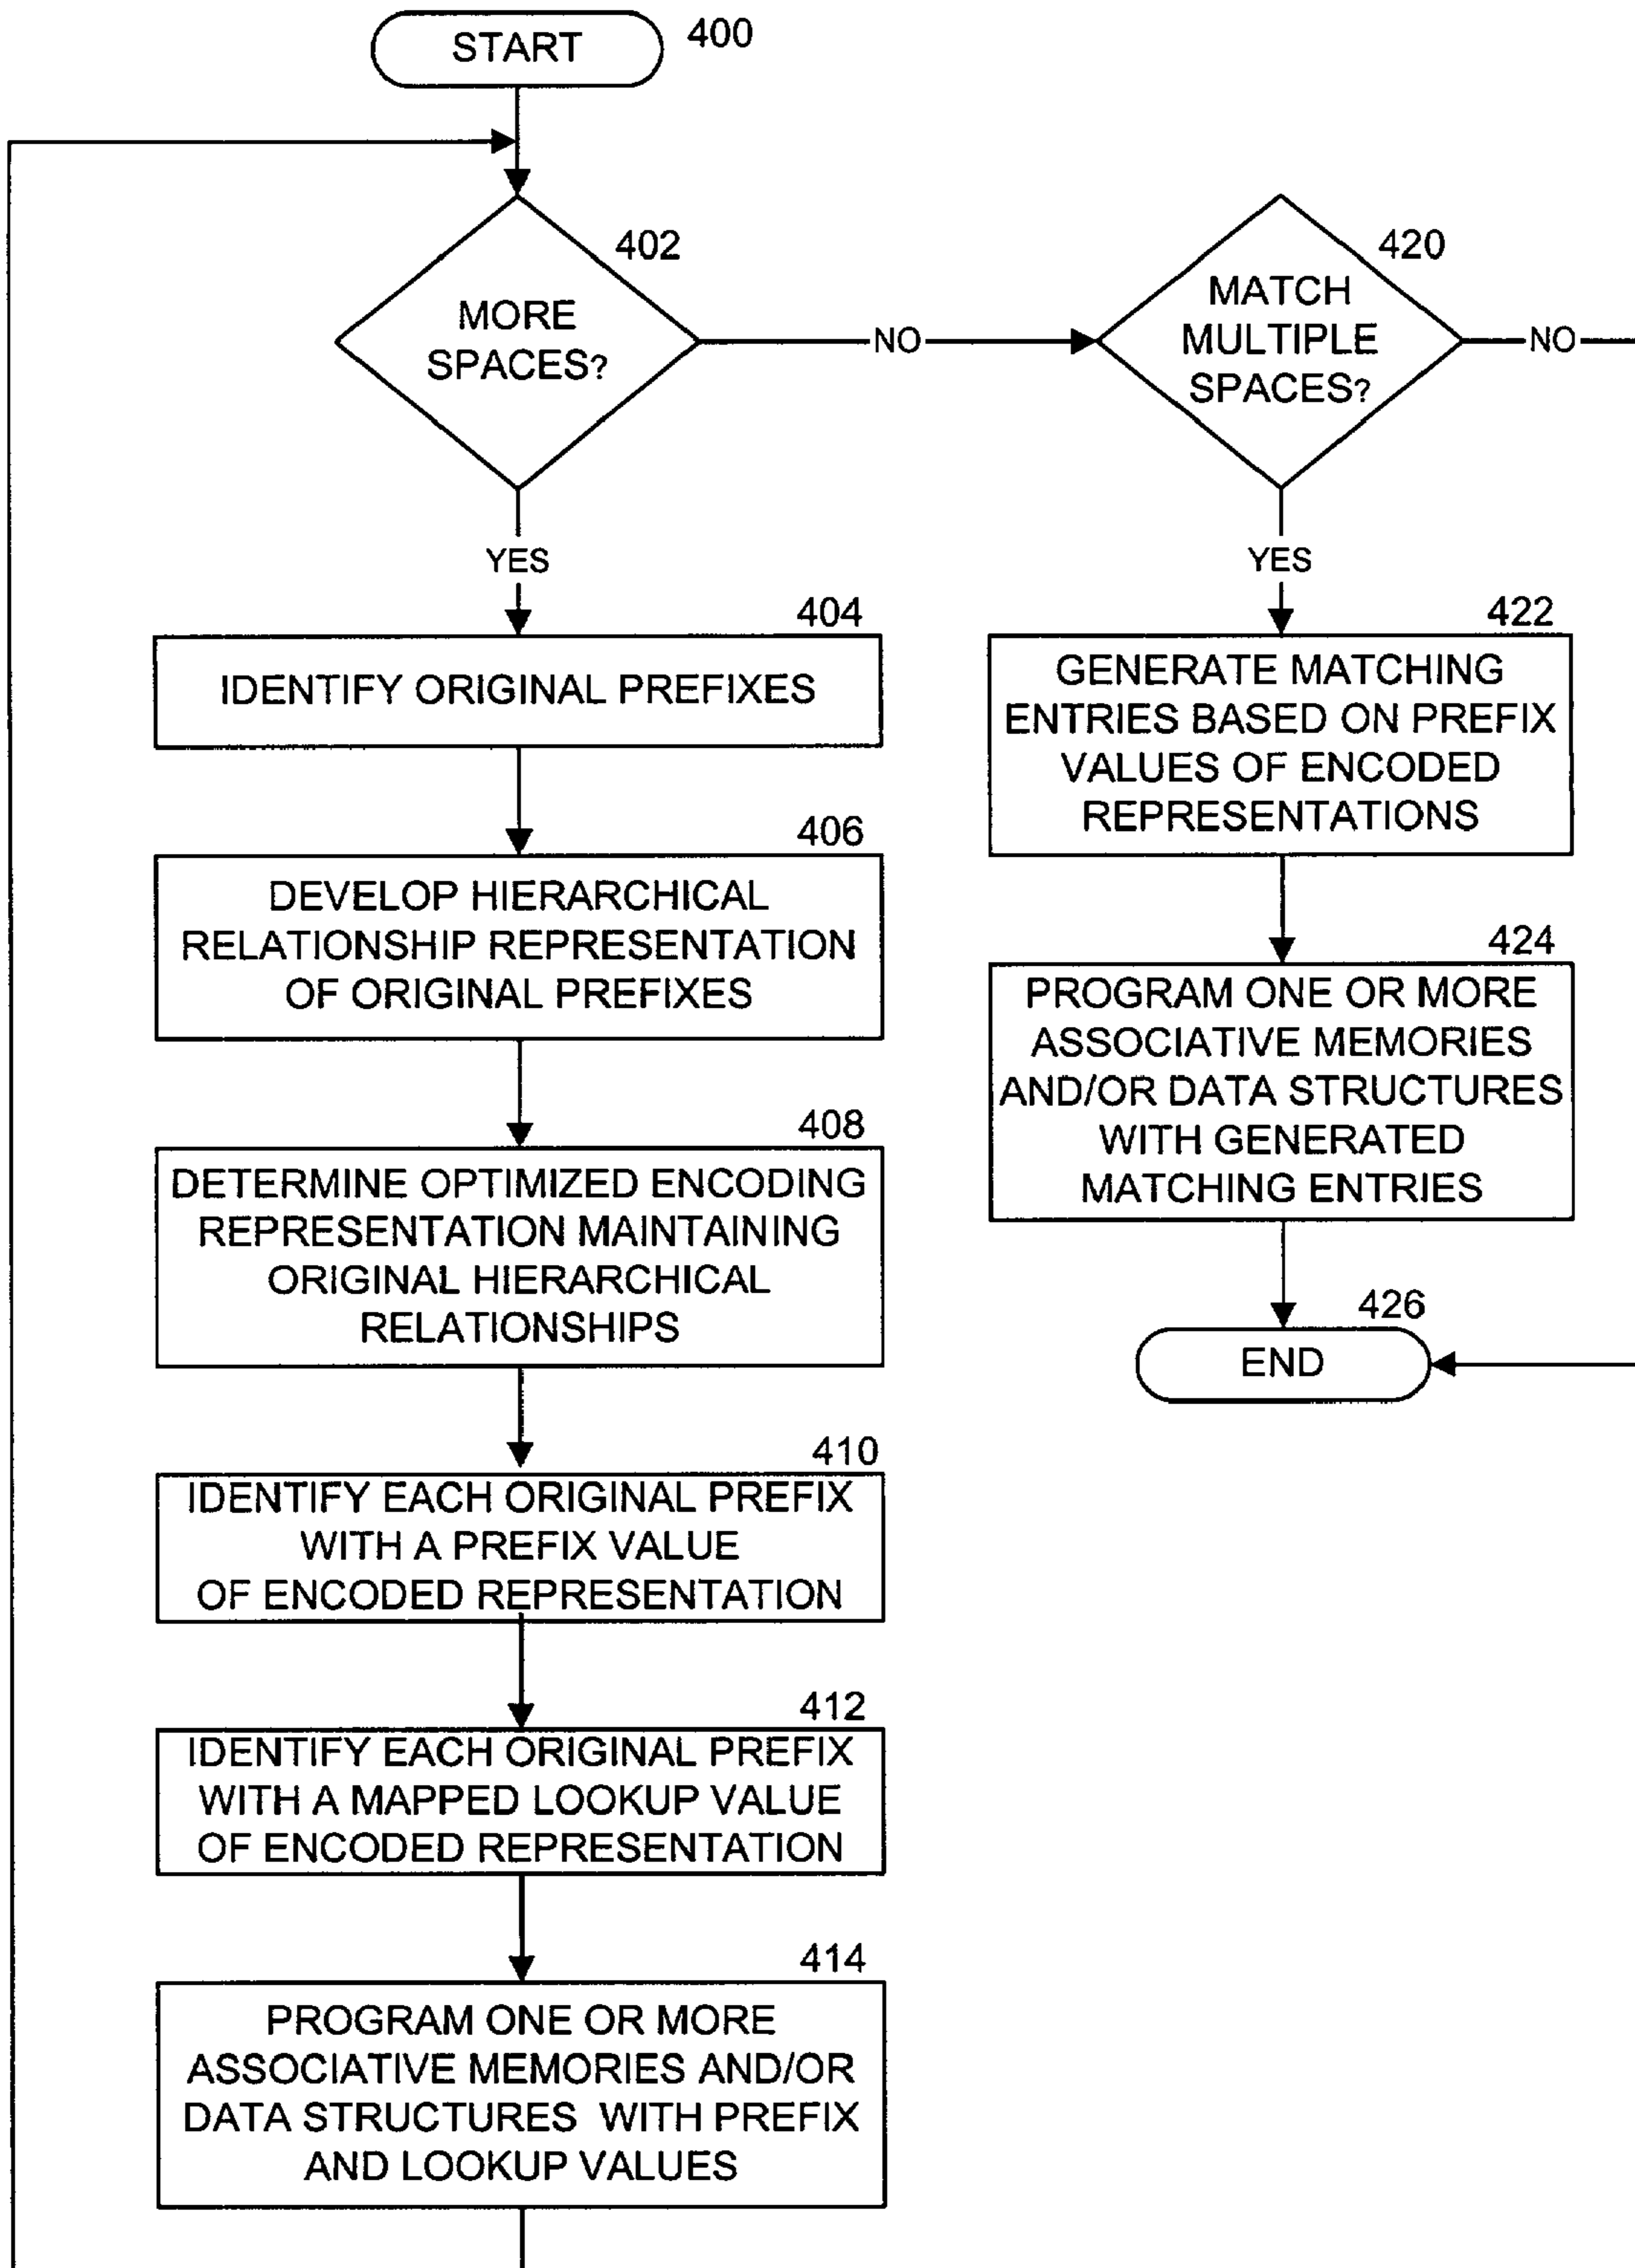 START
400
402
MORE
SPACES?
NO
YES
404
IDENTIFY ORIGINAL PREFIXES
406
DEVELOP HIERARCHICAL
RELATIONSHIP REPRESENTATION
OF ORIGINAL PREFIXES
408
DETERMINE OPTIMIZED ENCODING
REPRESENTATION MAINTAINING
ORIGINAL HIERARCHICAL
RELATIONSHIPS
410
IDENTIFY EACH ORIGINAL PREFIX
WITH A PREFIX VALUE
OF ENCODED REPRESENTATION
412
IDENTIFY EACH ORIGINAL PREFIX
WITH A MAPPED LOOKUP VALUE
OF ENCODED REPRESENTATION
414
PROGRAM ONE OR MORE
ASSOCIATIVE MEMORIES AND/OR
DATA STRUCTURES WITH PREFIX
AND LOOKUP VALUES
420
MATCH
MULTIPLE
SPACES?
NO
YES
422
GENERATE MATCHING
ENTRIES BASED ON PREFIX
VALUES OF ENCODED
REPRESENTATIONS
424
PROGRAM ONE OR MORE
ASSOCIATIVE MEMORIES
AND/OR DATA STRUCTURES
WITH GENERATED
MATCHING ENTRIES
426
END